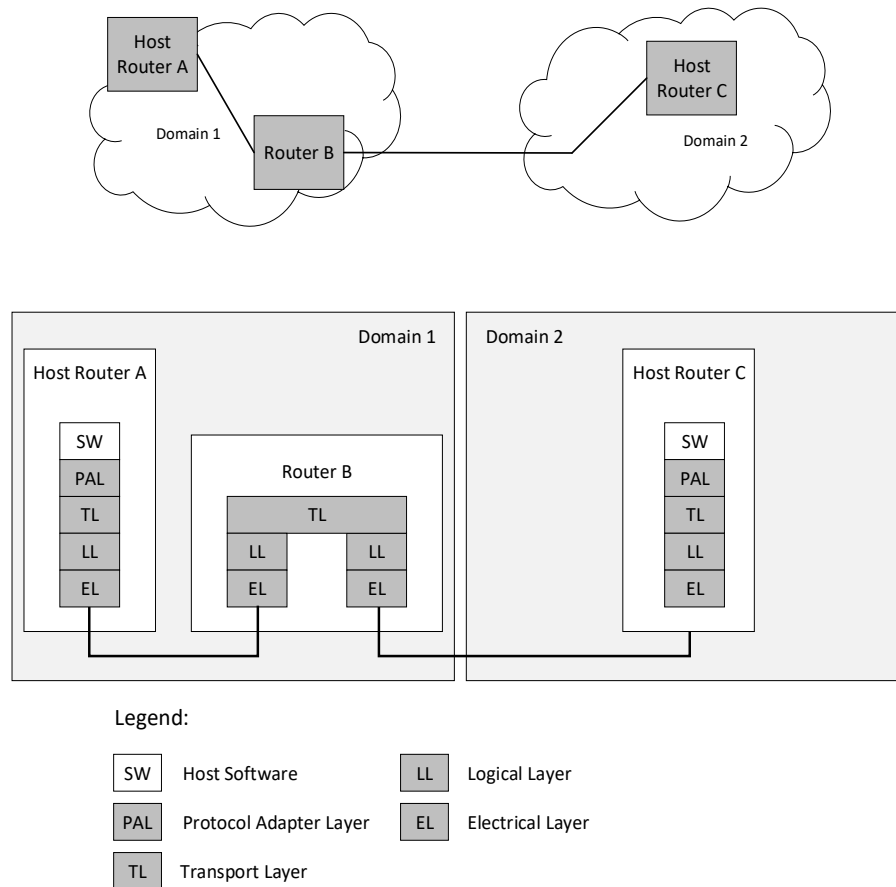 Host
Router A
Host
Router C
Domain 1
Router B
Domain 2
Domain 1
Domain 2
Host Router A
Host Router C
SW
PAL
TL
LL
EL
Router B
TL
LL
LL
EL
EL
SW
PAL
TL
LL
EL
Legend:
SW Host Software
LL Logical Layer
PAL Protocol Adapter Layer
EL Electrical Layer
TL Transport Layer